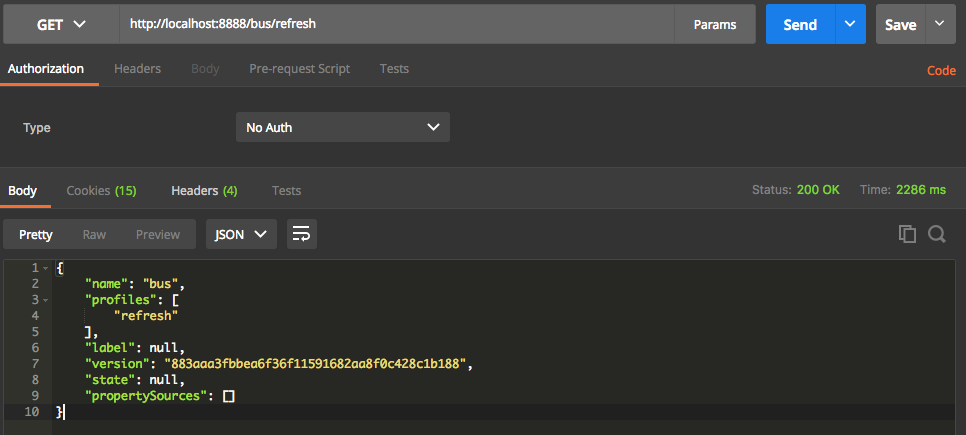 GET http://localhost:8888/bus/refresh Params Send Save
Authorization Headers Body Pre-request Script Tests Code
Type No Auth
Body Cookies (15) Headers (4) Tests Status: 200 OK Time: 2286 ms
Pretty Raw Preview JSON
1 {
2 "name": "bus",
3 "profiles": [
4 "refresh"
5 ],
6 "label": null,
7 "version": "883aaa3fbbea6f36f11591682aa8f0c428c1b188",
8 "state": null,
9 "propertySources": []
10 }